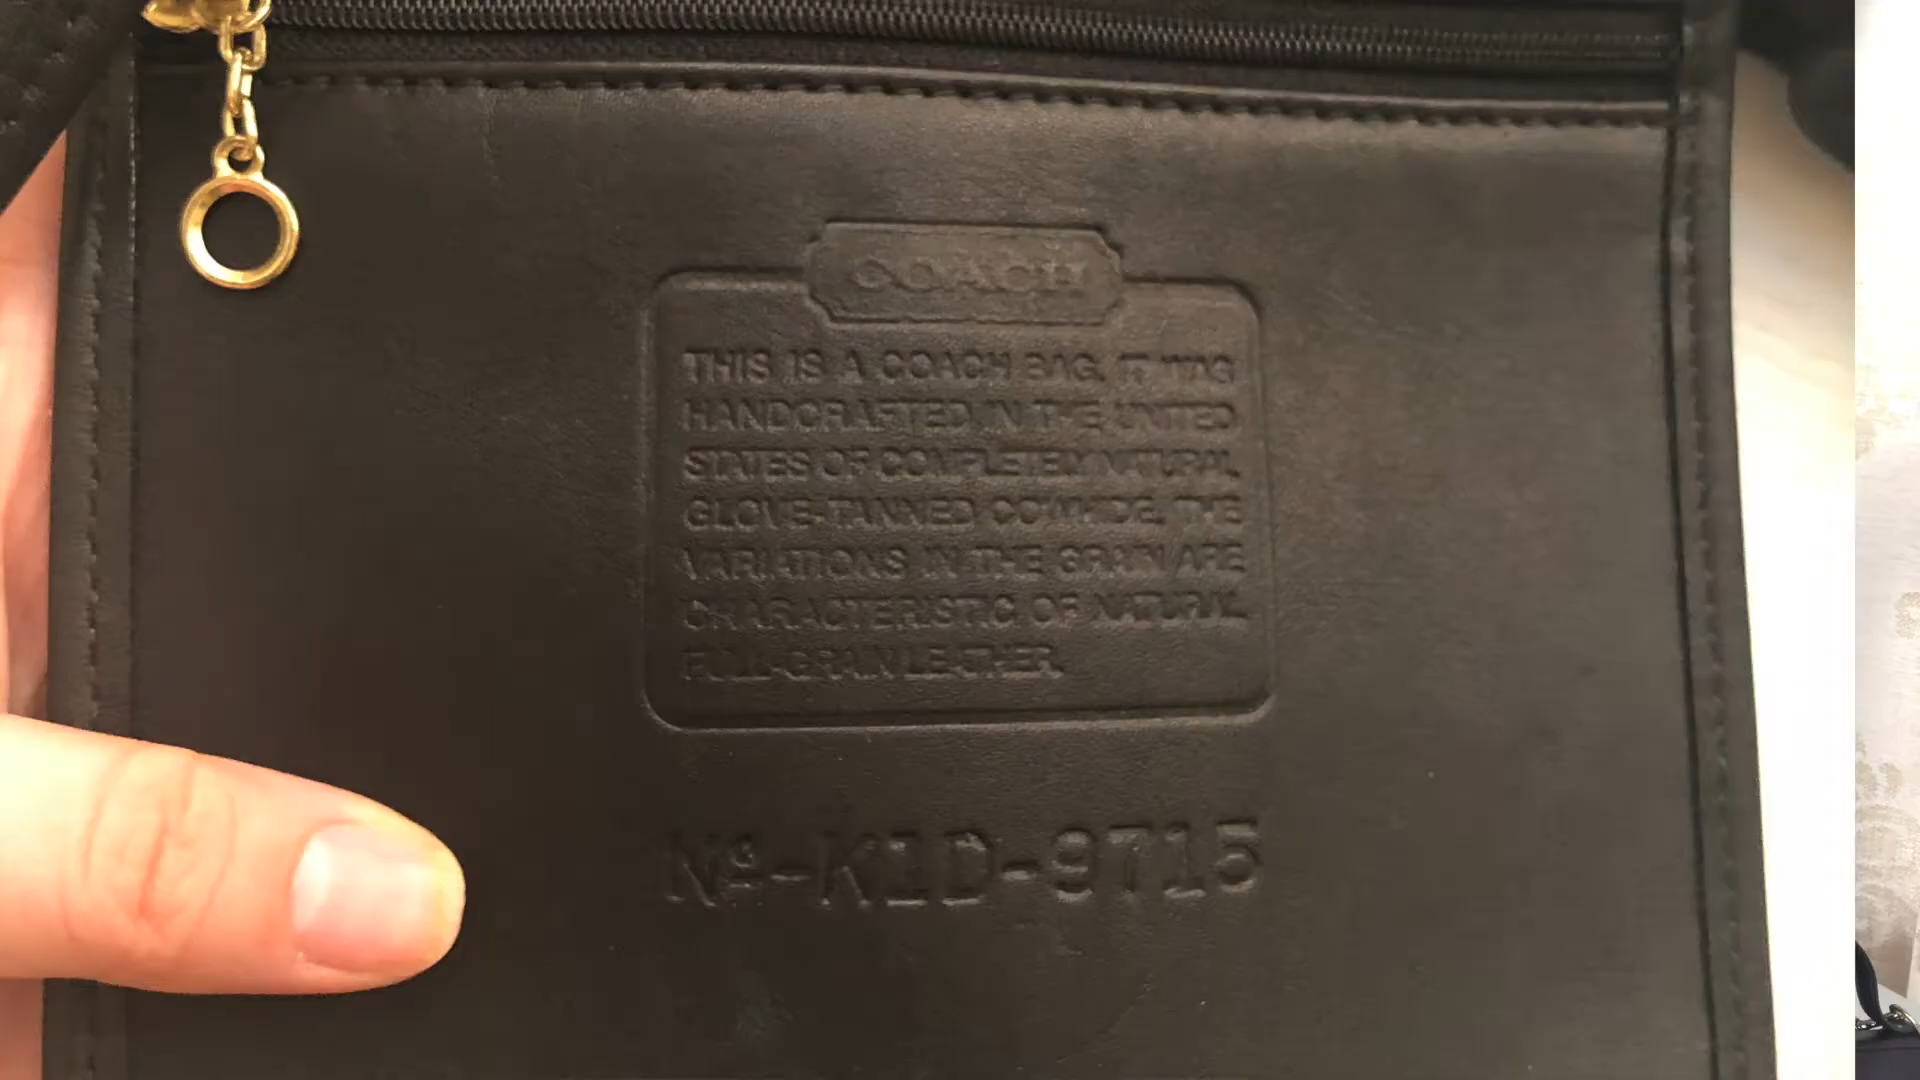 COACH
THIS IS A COACH BAG. IT WAS
HANDCRAFTED IN THE UNITED
STATES OF COMPLETELY NATURAL
GLOVE-TANNED COWHIDE. THE
VARIATIONS IN THE GRAIN ARE
CHARACTERISTIC OF NATURAL,
FULL-GRAIN LEATHER.
Nº-K1D-9715